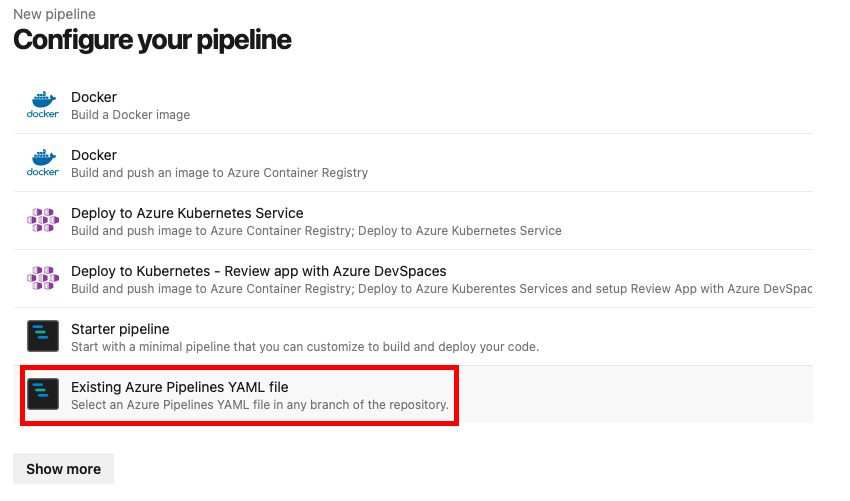 New pipeline
Configure your pipeline
docker
Docker
Build a Docker image
docker
Docker
Build and push an image to Azure Container Registry
Deploy to Azure Kubernetes Service
Build and push image to Azure Container Registry; Deploy to Azure Kubernetes Service
Deploy to Kubernetes - Review app with Azure DevSpaces
Build and push image to Azure Container Registry; Deploy to Azure Kuberentes Services and setup Review App with Azure DevSpac
Starter pipeline
Start with a minimal pipeline that you can customize to build and deploy your code.
Existing Azure Pipelines YAML file
Select an Azure Pipelines YAML file in any branch of the repository.
Show more